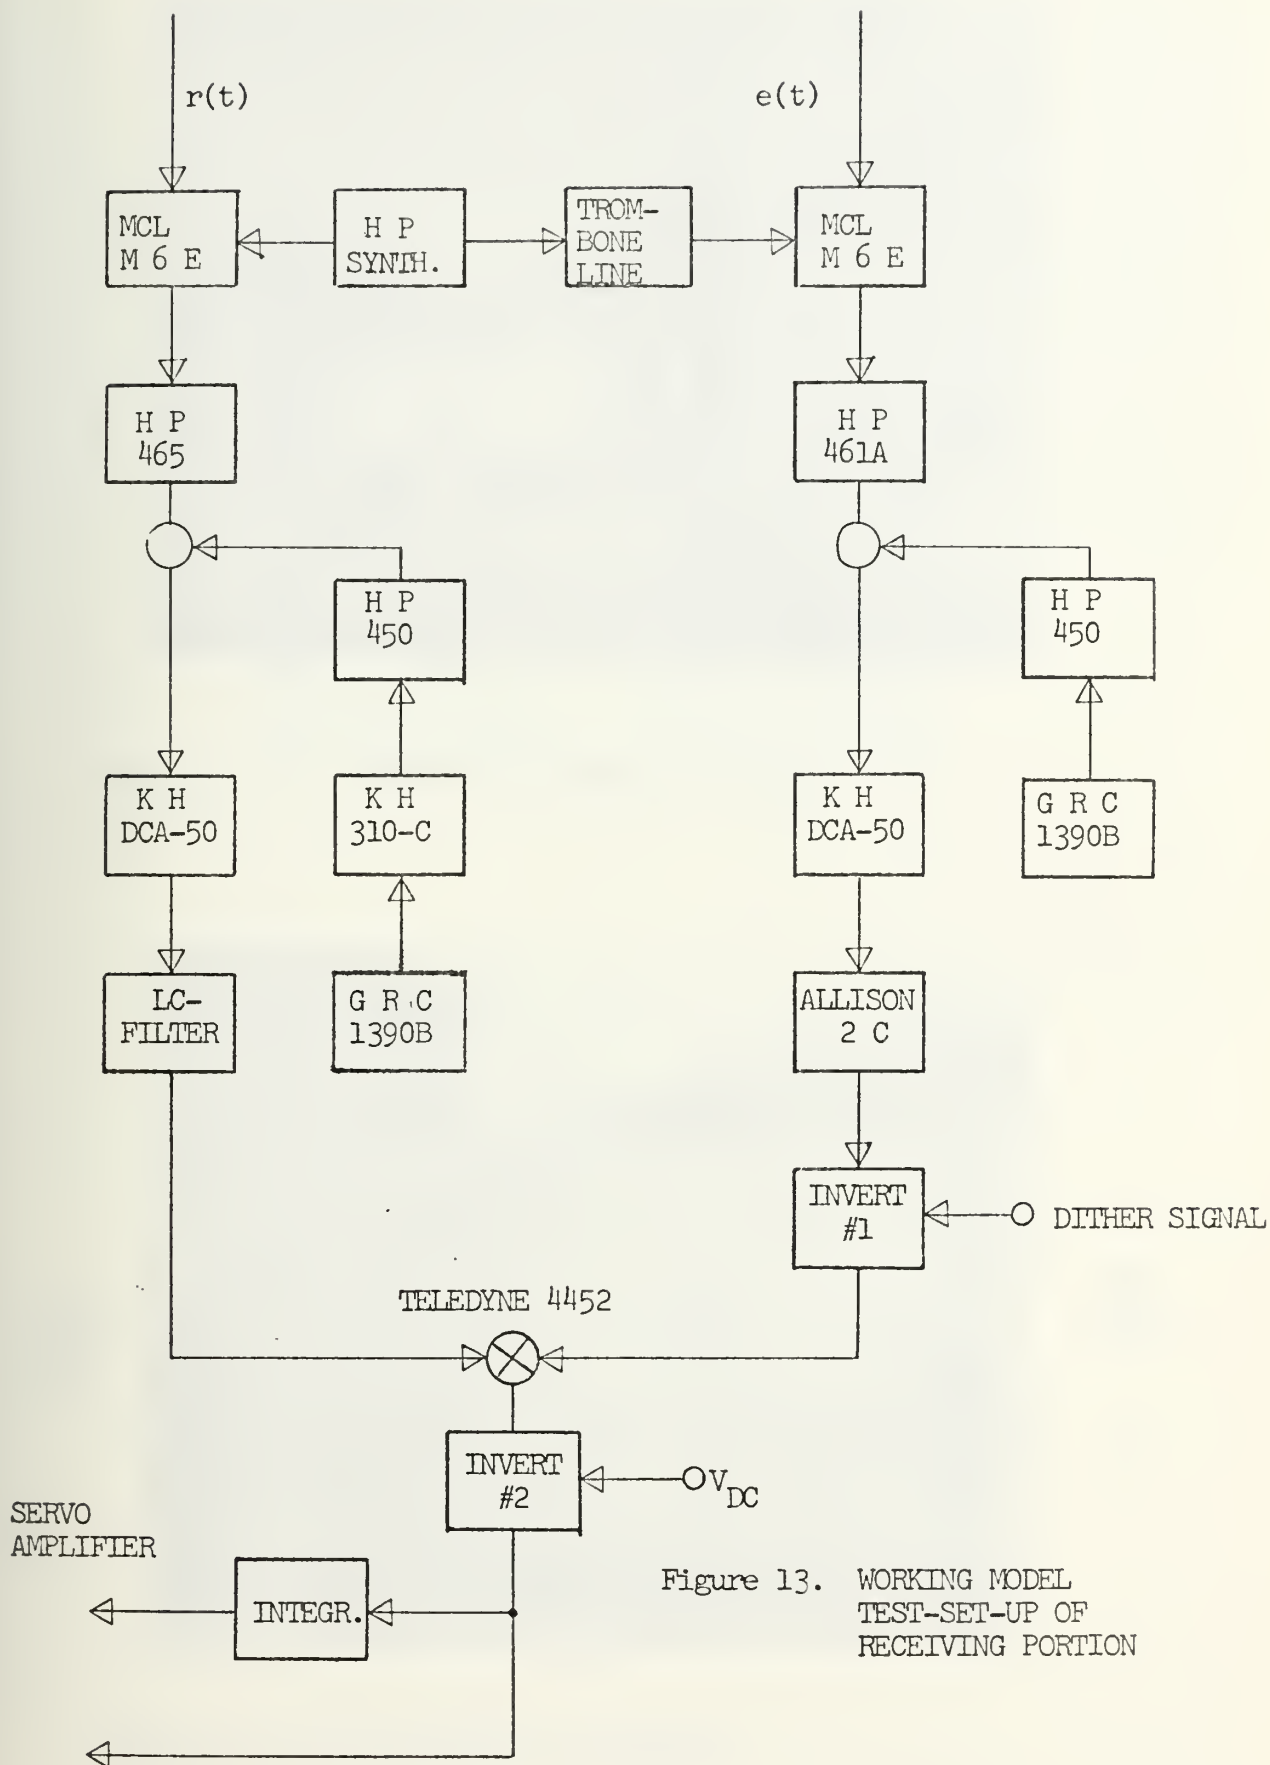 r(t)
e(t)
MCL
M 6 E
H P
SYNTH.
TROM-
BONE
LINE
MCL
M 6 E
H P
465
H P
461A
H P
450
H P
450
K H
DCA-50
K H
310-C
K H
DCA-50
G R C
1390B
LC-
FILTER
G R C
1390B
ALLISON
2 C
INVERT
#1
DITHER SIGNAL
TELEDYNE 4452
INVERT
#2
V DC
SERVO
AMPLIFIER
INTEGR.
Figure 13. WORKING MODEL
TEST-SET-UP OF
RECEIVING PORTION